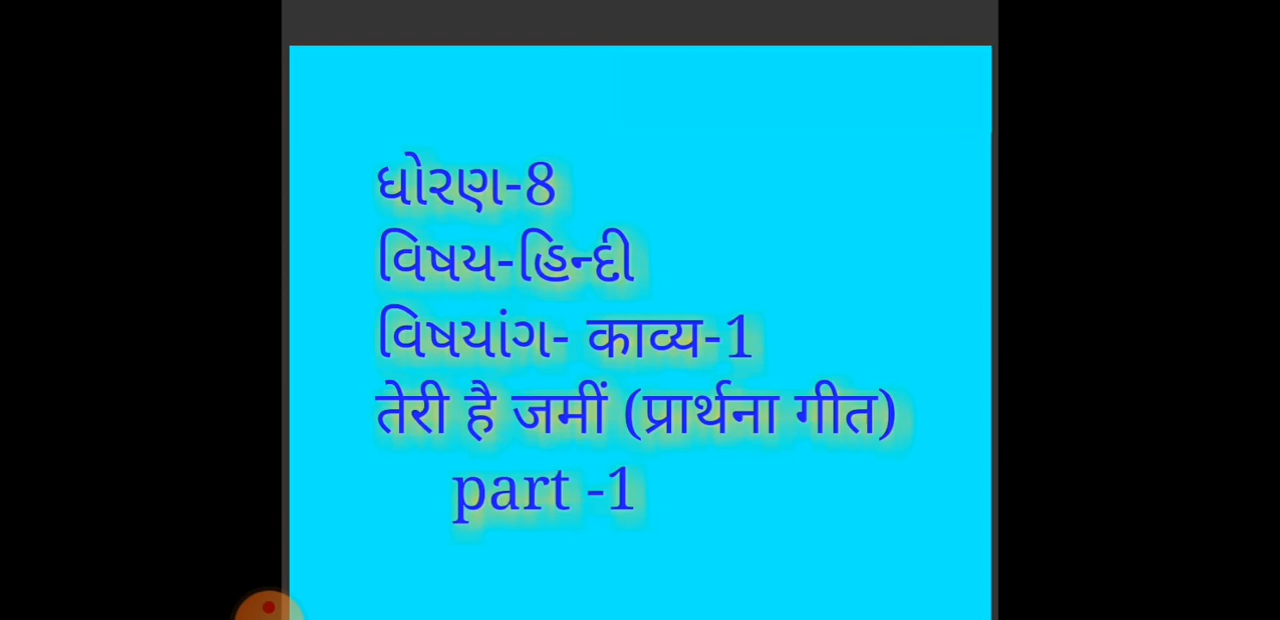 ધોરણ-8
વિષય-હિન્દી
વિષયાંગ- काव्य-1
तेरी है जमीं (प्रार्थना गीत)
part -1